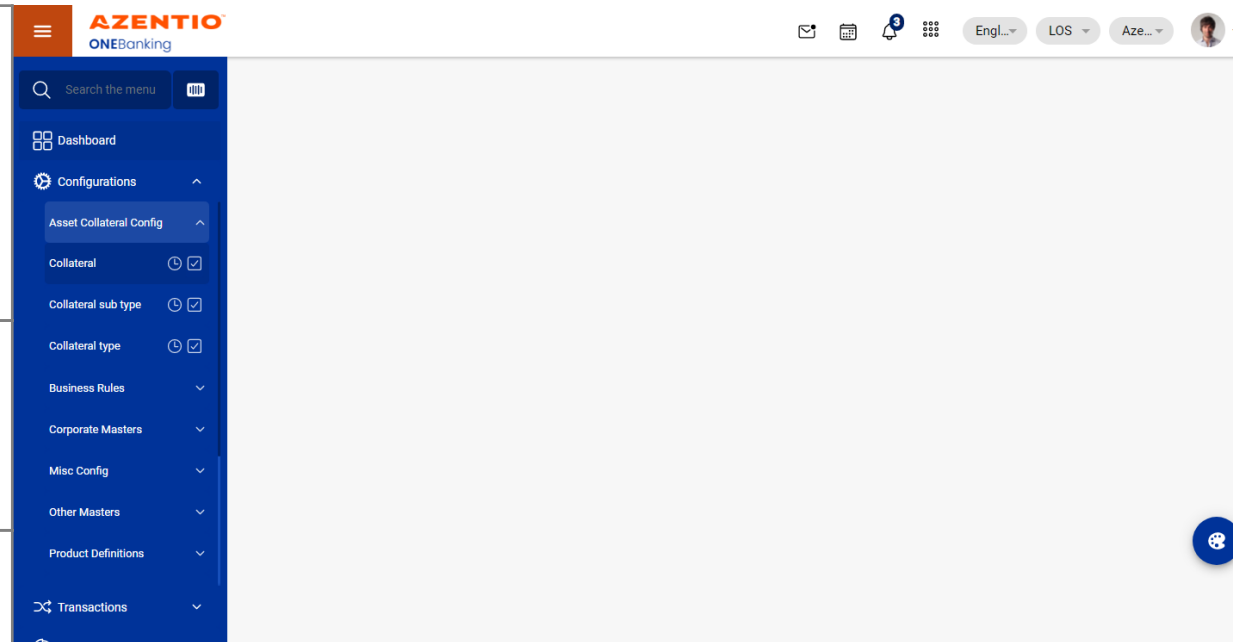 AZENTIO
ONEBanking
3
Engl...
LOS
Aze...
Search the menu
Dashboard
Configurations
Asset Collateral Config
Collateral
Collateral sub type
Collateral type
Business Rules
Corporate Masters
Misc Config
Other Masters
Product Definitions
Transactions